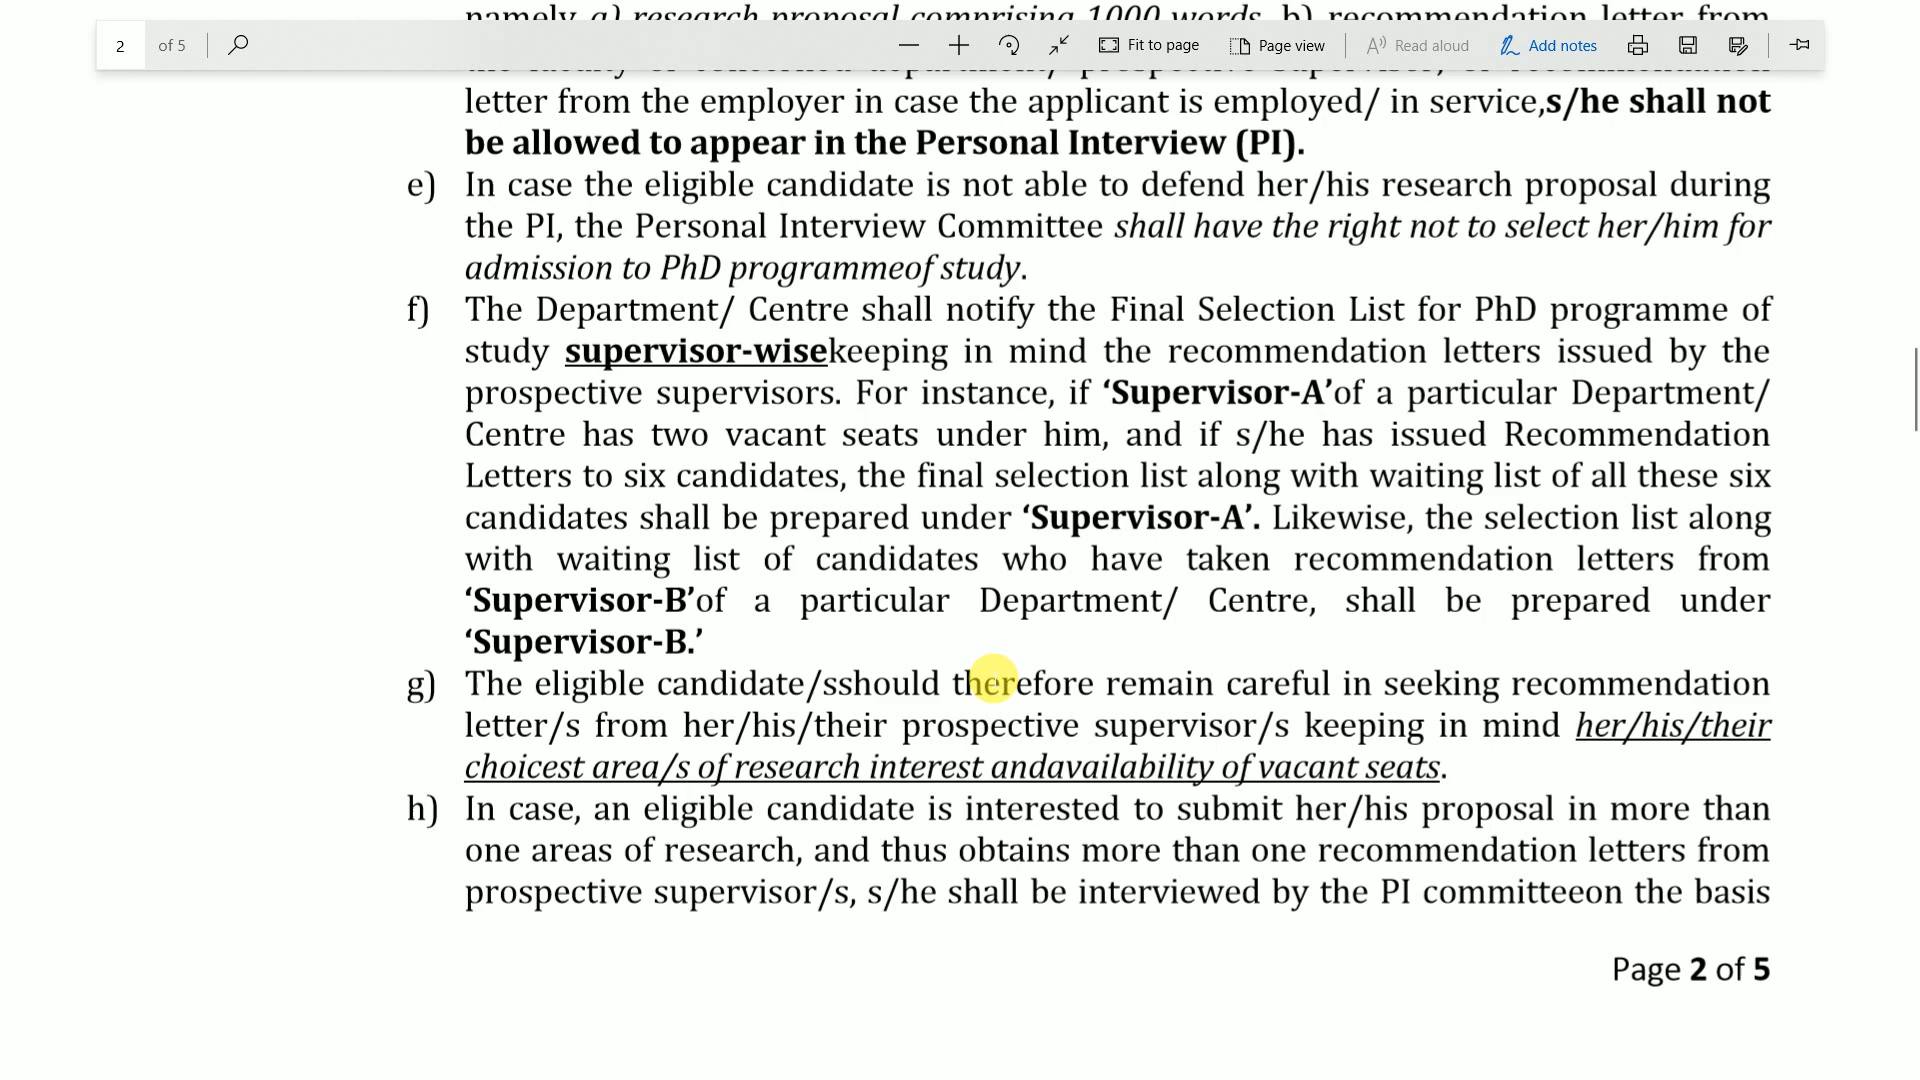 namely a) research proposal comprising 1000 words, b) recommendation letter from
2 of 5 Fit to page Page view Read aloud Add notes
letter from the employer in case the applicant is employed/ in service,s/he shall not
be allowed to appear in the Personal Interview (PI).
e) In case the eligible candidate is not able to defend her/his research proposal during
the PI, the Personal Interview Committee shall have the right not to select her/him for
admission to PhD programmeof study.
f) The Department/ Centre shall notify the Final Selection List for PhD programme of
study supervisor-wisekeeping in mind the recommendation letters issued by the
prospective supervisors. For instance, if ‘Supervisor-A’of a particular Department/
Centre has two vacant seats under him, and if s/he has issued Recommendation
Letters to six candidates, the final selection list along with waiting list of all these six
candidates shall be prepared under ‘Supervisor-A’. Likewise, the selection list along
with waiting list of candidates who have taken recommendation letters from
‘Supervisor-B’of a particular Department/ Centre, shall be prepared under
‘Supervisor-B.’
g) The eligible candidate/sshould therefore remain careful in seeking recommendation
letter/s from her/his/their prospective supervisor/s keeping in mind her/his/their
choicest area/s of research interest andavailability of vacant seats.
h) In case, an eligible candidate is interested to submit her/his proposal in more than
one areas of research, and thus obtains more than one recommendation letters from
prospective supervisor/s, s/he shall be interviewed by the PI committeeon the basis
Page 2 of 5